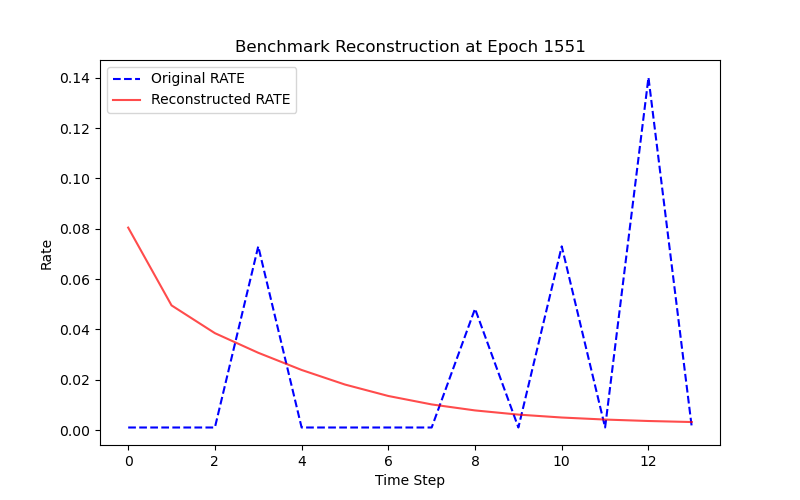 Benchmark Reconstruction at Epoch 1551
Original RATE
Reconstructed RATE
0.14
0.12
0.10
0.08
0.06
0.04
0.02
0.00
Rate
0 2 4 6 8 10 12
Time Step